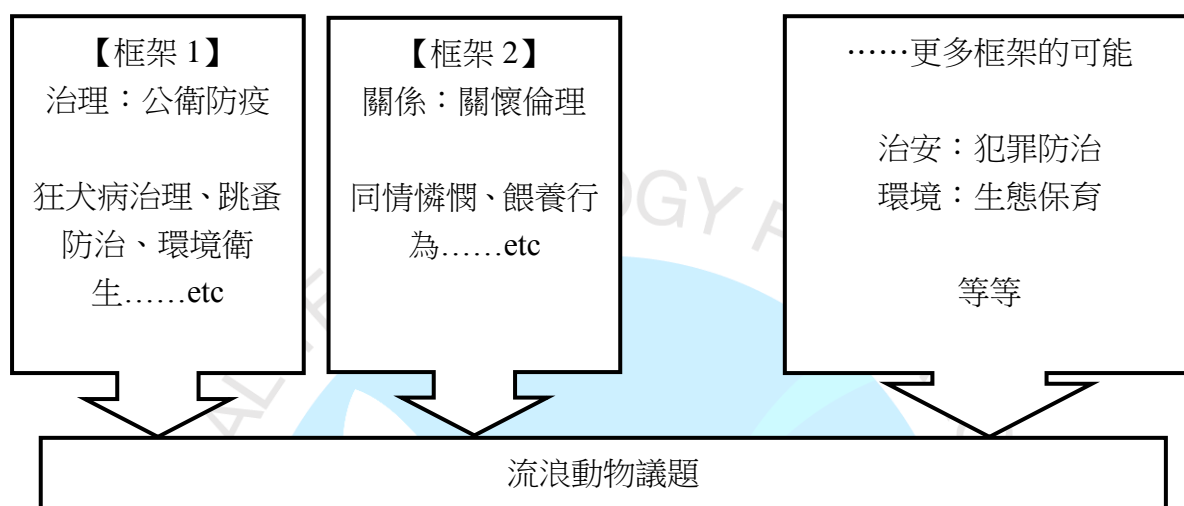 【框架 1】
治理：公衛防疫
狂犬病治理、跳蚤
防治、環境衛
生……etc
【框架 2】
關係：關懷倫理
同情憐憫、餵養行
為……etc
……更多框架的可能
治安：犯罪防治
環境：生態保育
等等
流浪動物議題